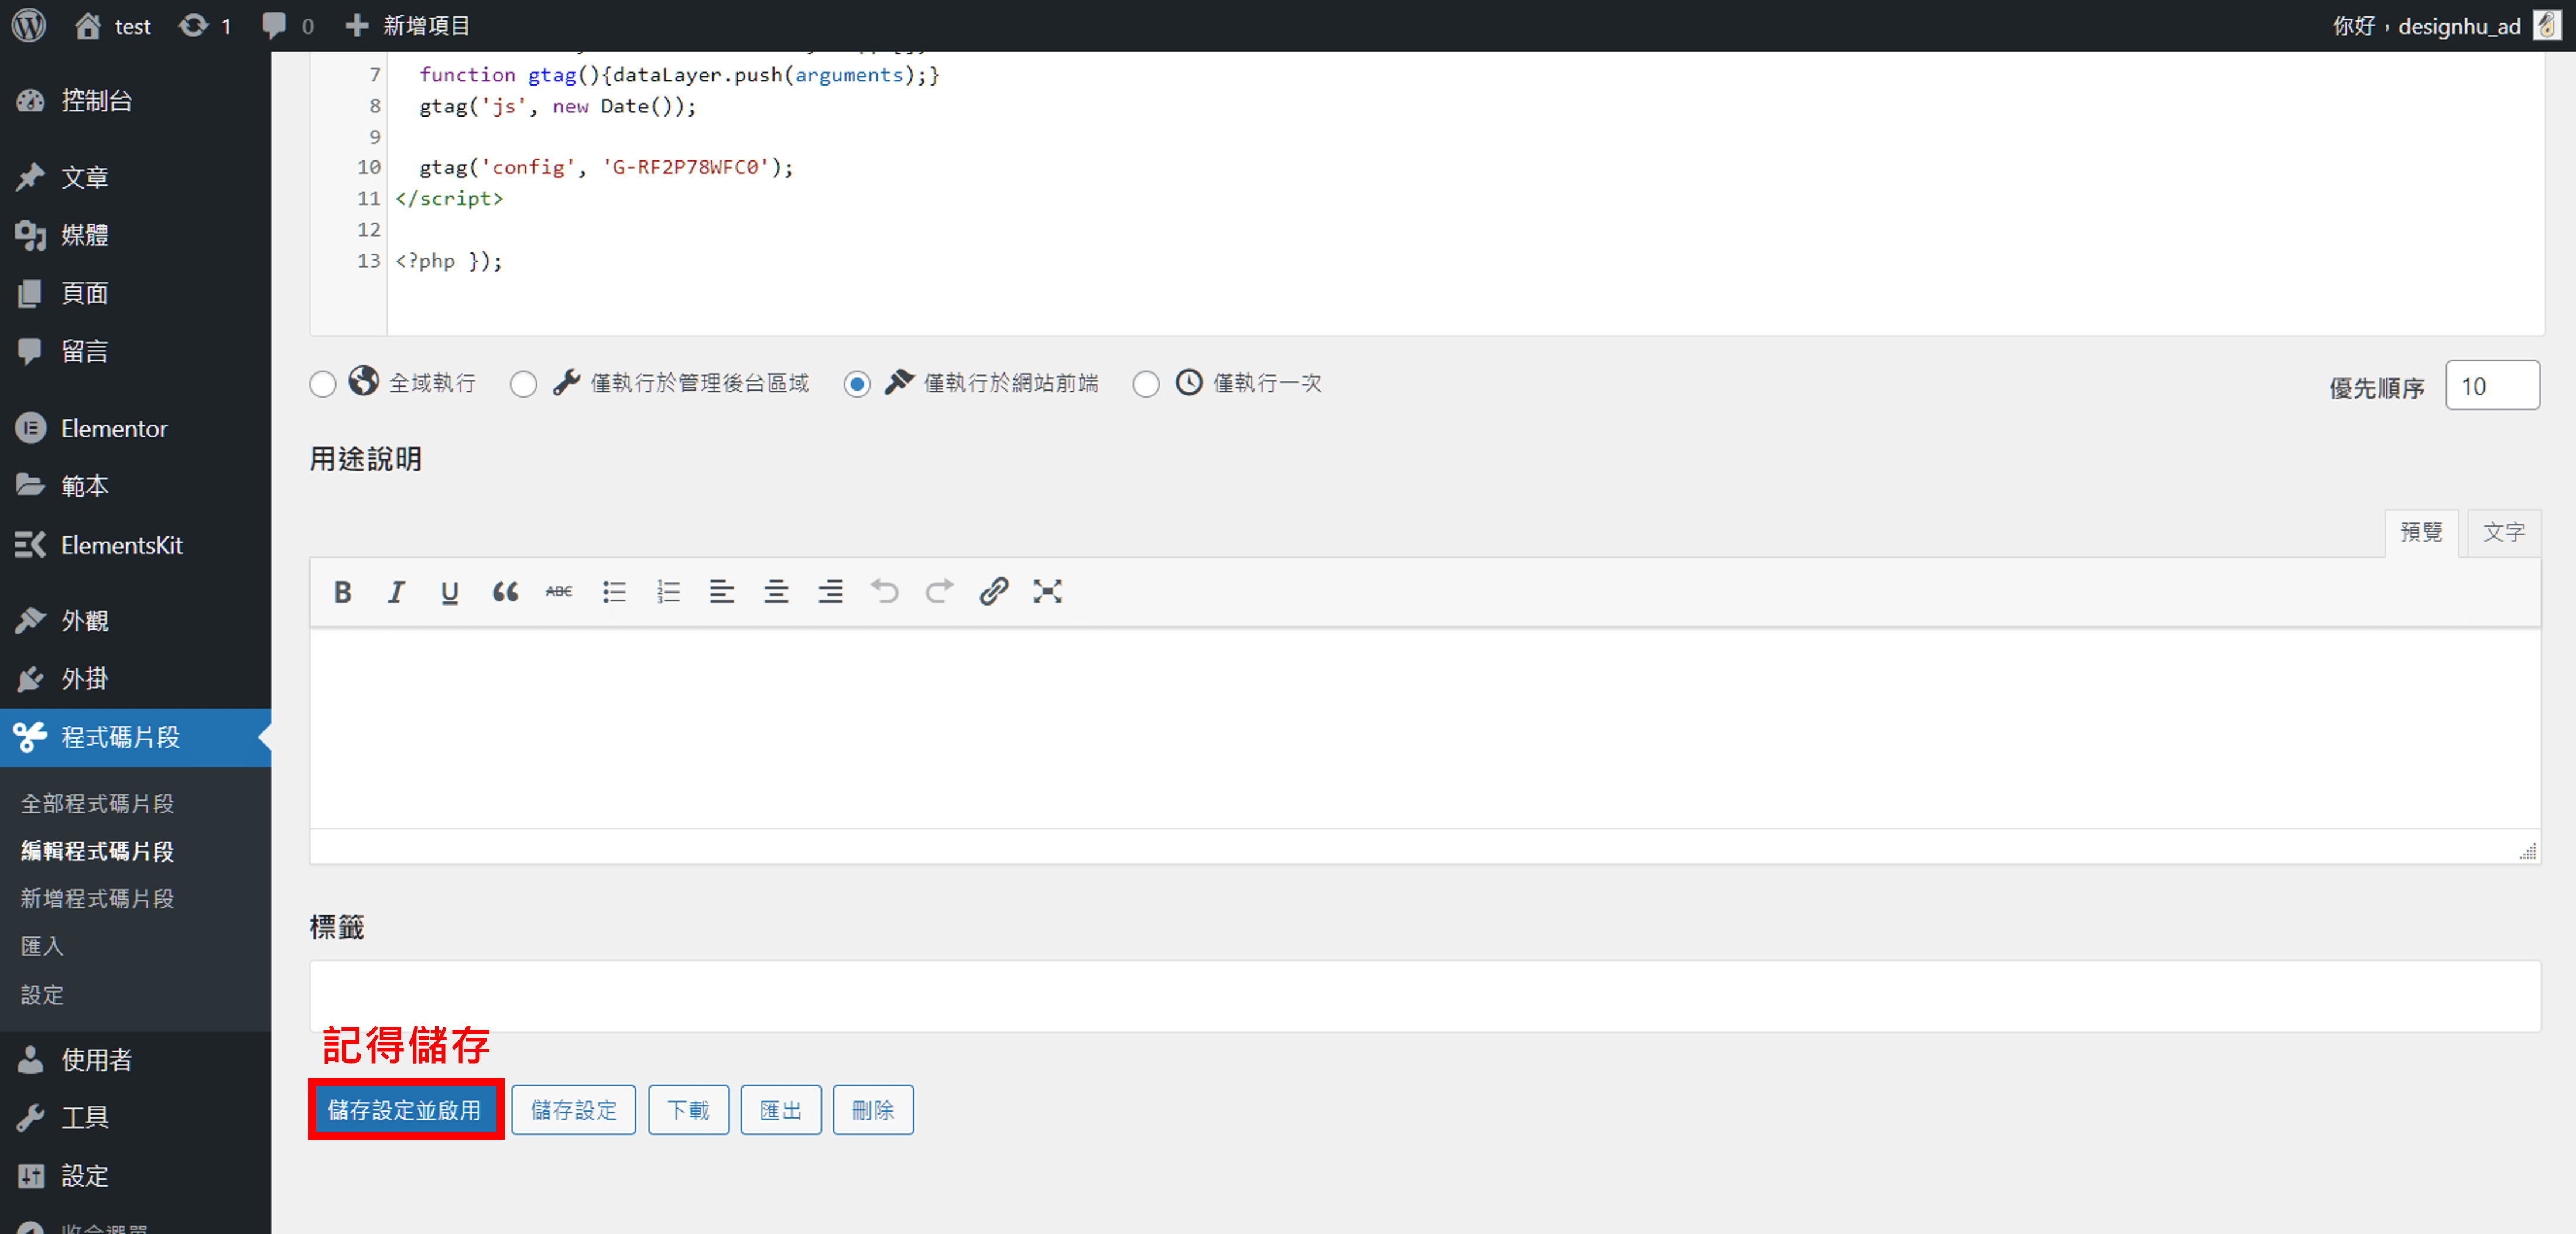 test 1 0 新增項目 你好，designhu_ad
控制台
文章
媒體
頁面
留言
Elementor
範本
ElementsKit
外觀
外掛
程式碼片段
全部程式碼片段
編輯程式碼片段
新增程式碼片段
匯入
設定
使用者
工具
設定
7 function gtag(){dataLayer.push(arguments);}
8 gtag('js', new Date());
9
10 gtag('config', 'G-RF2P78WFC0');
11 </script>
12
13 <?php });
全域執行 僅執行於管理後台區域 僅執行於網站前端 僅執行一次 優先順序 10
用途說明
預覽 文字
B I U ABC
標籤
記得儲存
儲存設定並啟用 儲存設定 下載 匯出 刪除